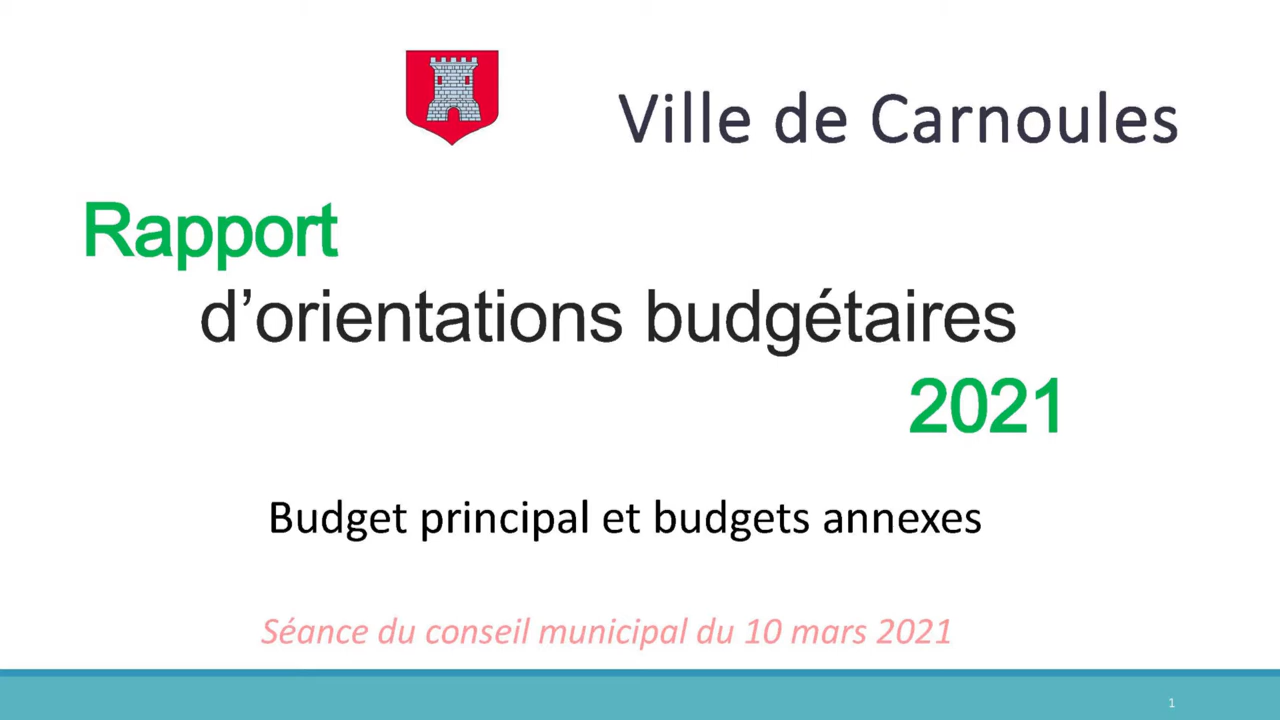 Ville de Carnoules
Rapport
d’orientations budgétaires
2021
Budget principal et budgets annexes
Séance du conseil municipal du 10 mars 2021
1